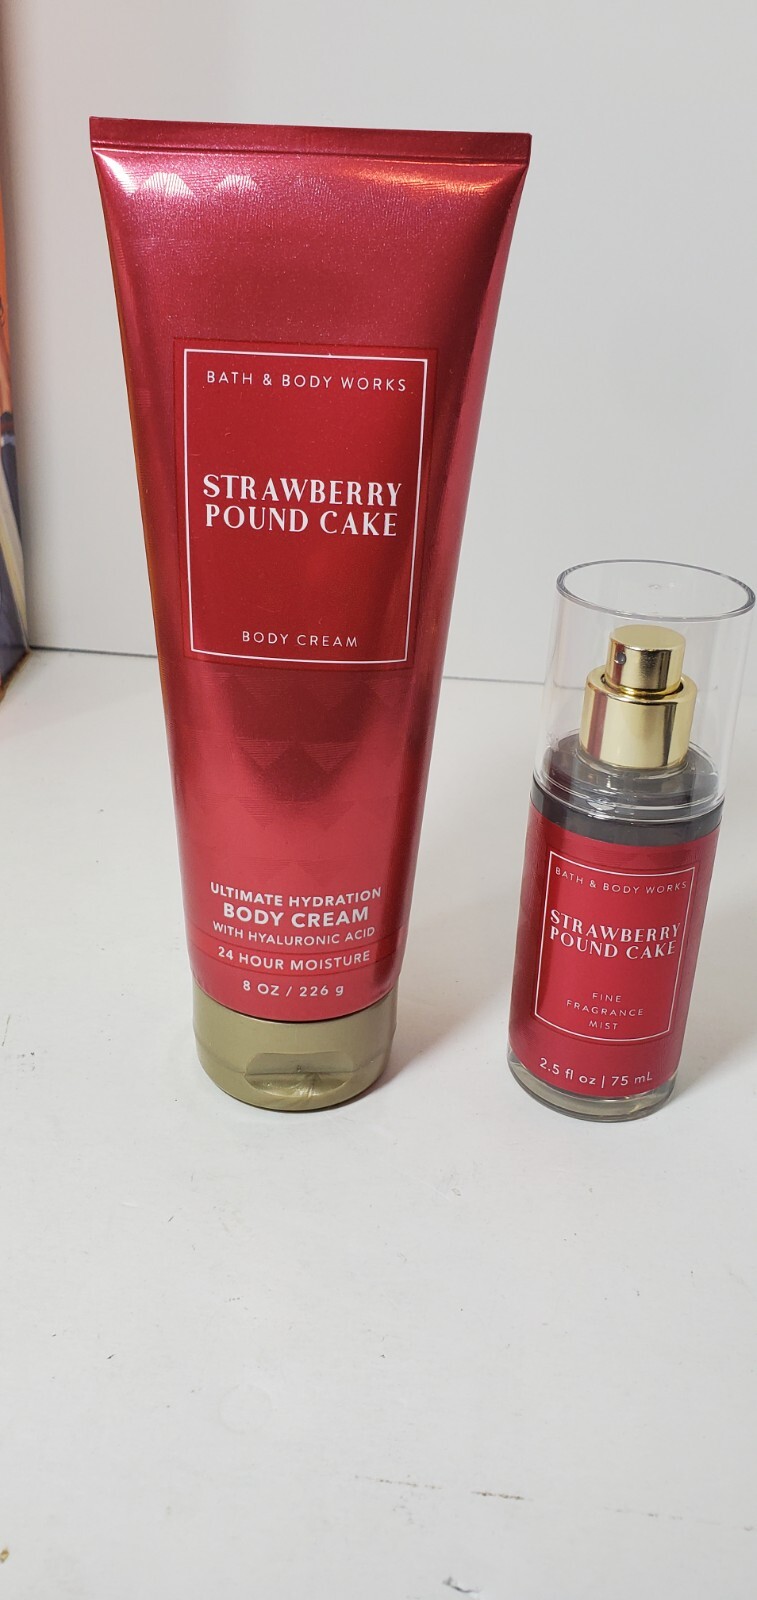 BATH & BODY WORKS
STRAWBERRY
POUND CAKE
BODY CREAM
ULTIMATE HYDRATION
BODY CREAM
WITH HYALURONIC ACID
24 HOUR MOISTURE
8 OZ / 226 g
BATH & BODY WORKS
STRAWBERRY
POUND CAKE
FINE
FRAGRANCE
MIST
2.5 fl oz | 75 mL